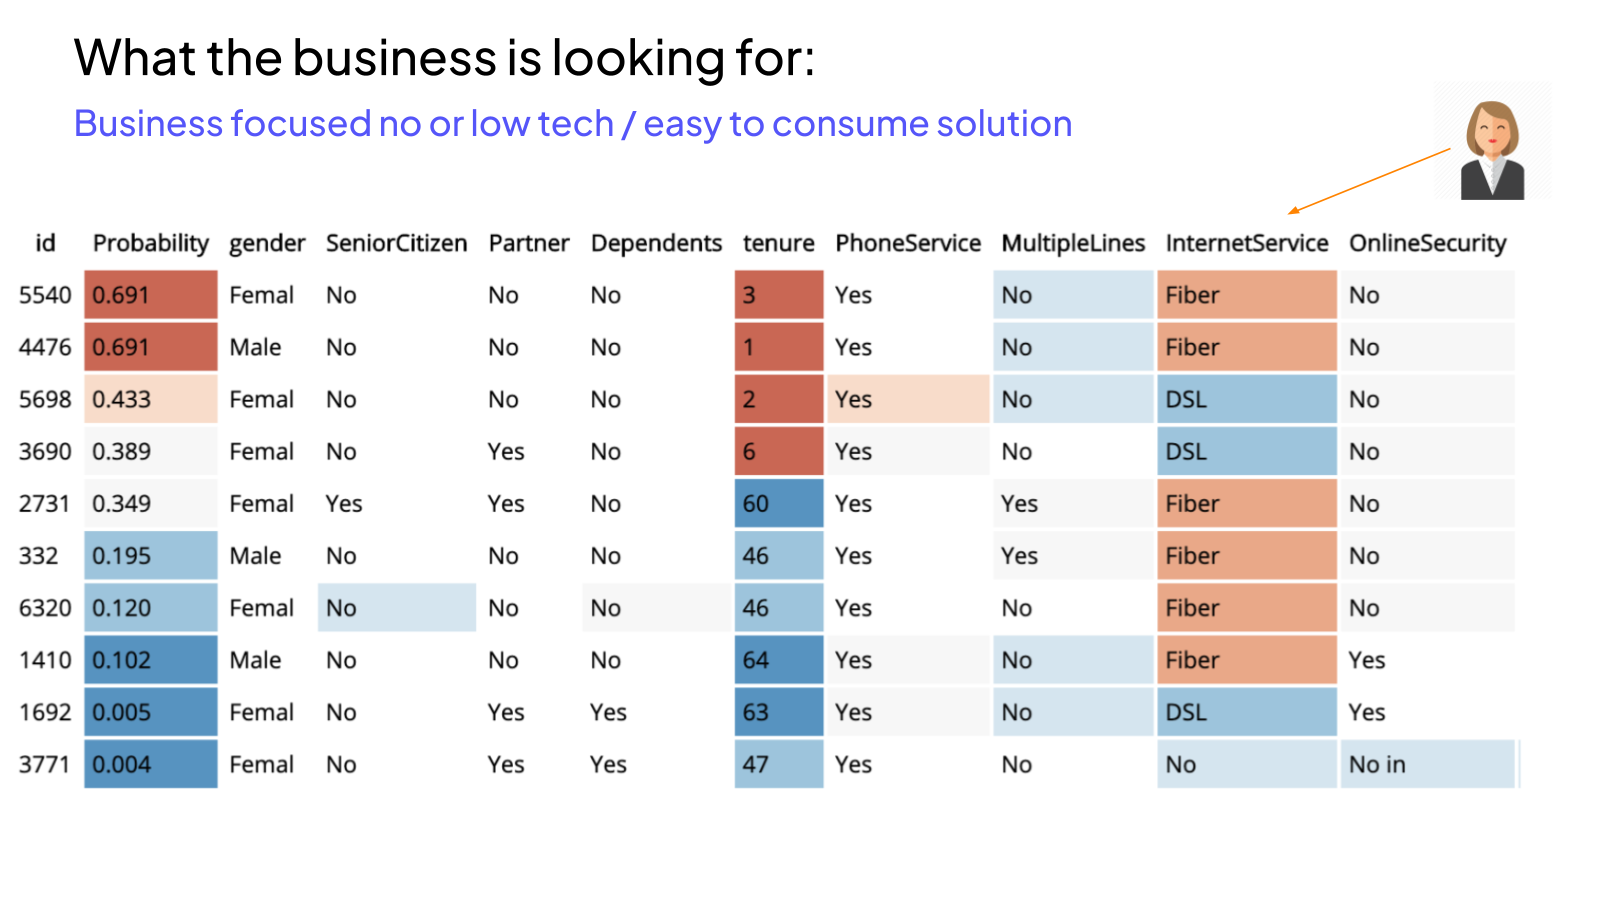 What the business is looking for:
Business focused no or low tech / easy to consume solution
id Probability gender SeniorCitizen Partner Dependents tenure PhoneService MultipleLines InternetService OnlineSecurity
5540 0.691 Femal No No No 3 Yes No Fiber No
4476 0.691 Male No No No 1 Yes No Fiber No
5698 0.433 Femal No No No 2 Yes No DSL No
3690 0.389 Femal No Yes No 6 Yes No DSL No
2731 0.349 Femal Yes Yes No 60 Yes Yes Fiber No
332 0.195 Male No No No 46 Yes Yes Fiber No
6320 0.120 Femal No No No 46 Yes No Fiber No
1410 0.102 Male No No No 64 Yes No Fiber Yes
1692 0.005 Femal No Yes Yes 63 Yes No DSL Yes
3771 0.004 Femal No Yes Yes 47 Yes No No No in